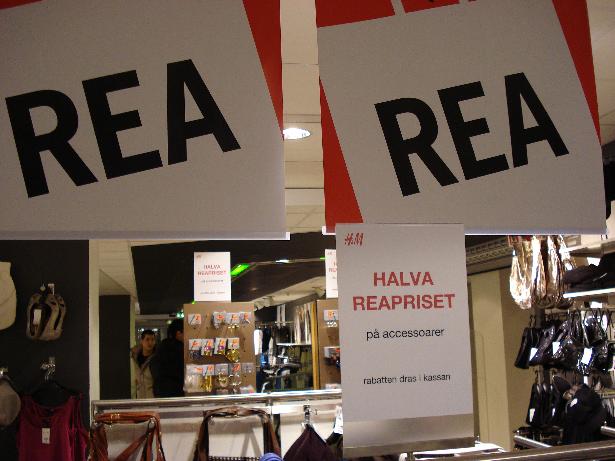 REA
REA
H&M
HALVA
REAPRISET
på accessoarer
rabatten dras i kassan
HALVA
REAPRISET